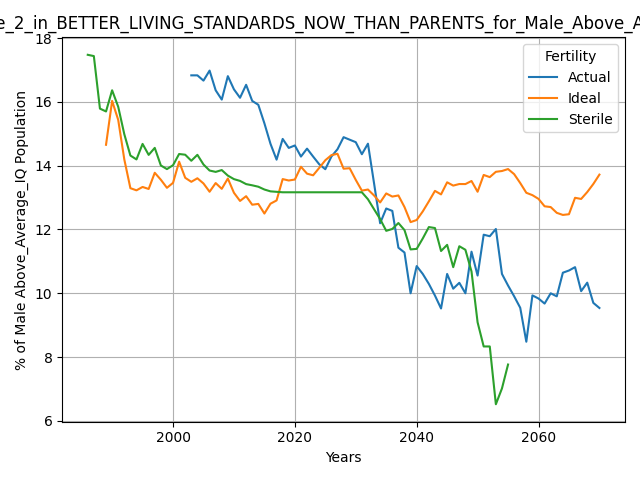 e_2_in_BETTER_LIVING_STANDARDS_NOW_THAN_PARENTS_for_Male_Above_A
18
16
14
12
10
8
6
% of Male Above_Average_IQ Population
Fertility
Actual
Ideal
Sterile
2000 2020 2040 2060
Years